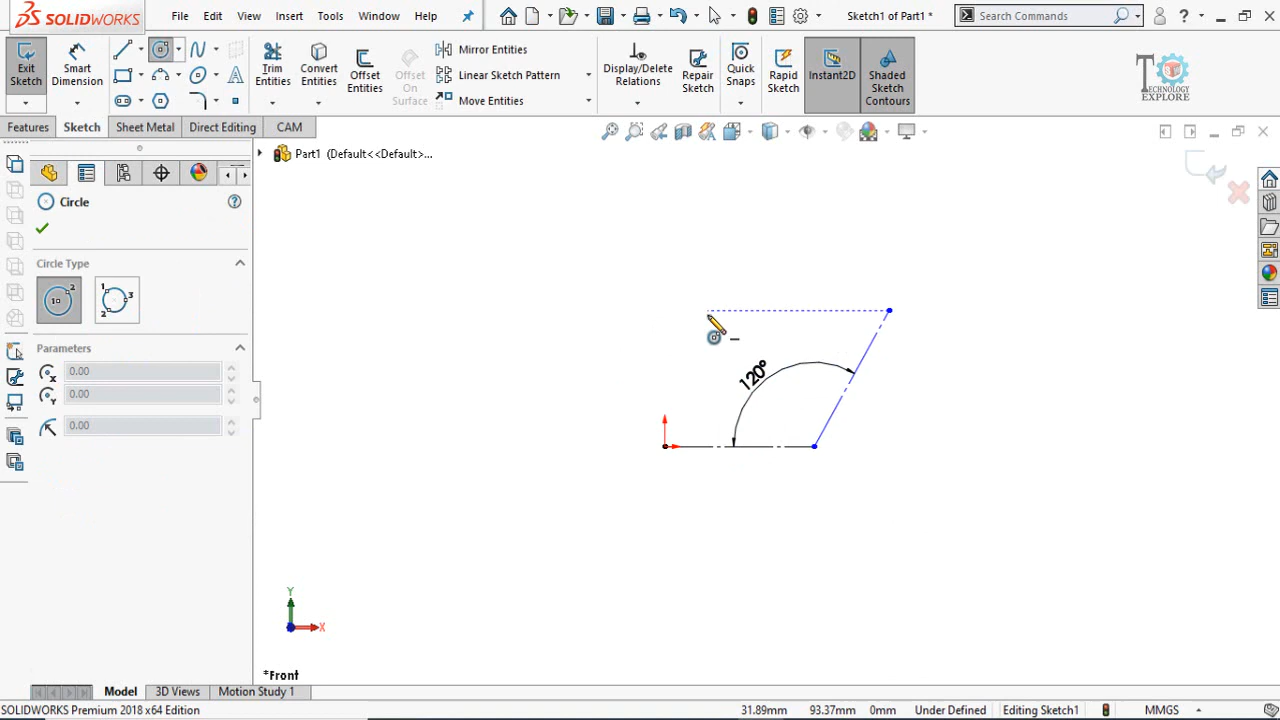 SOLIDWORKS File Edit View Insert Tools Window Help Sketch1 of Part1 * Search Commands ?
Exit Sketch
Smart Dimension
Trim Entities
Convert Entities
Offset Entities
Offset On Surface
Mirror Entities
Linear Sketch Pattern
Move Entities
Display/Delete Relations
Repair Sketch
Quick Snaps
Rapid Sketch
Instant2D
Shaded Sketch Contours
TECHNOLOGY
EXPLORE
Features Sketch Sheet Metal Direct Editing CAM
Part1 (Default<<Default>...
Circle
Circle Type
Parameters
0.00
0.00
0.00
120°
Y
X
*Front
Model 3D Views Motion Study 1
SOLIDWORKS Premium 2018 x64 Edition 31.89mm 93.37mm 0mm Under Defined Editing Sketch1 MMGS